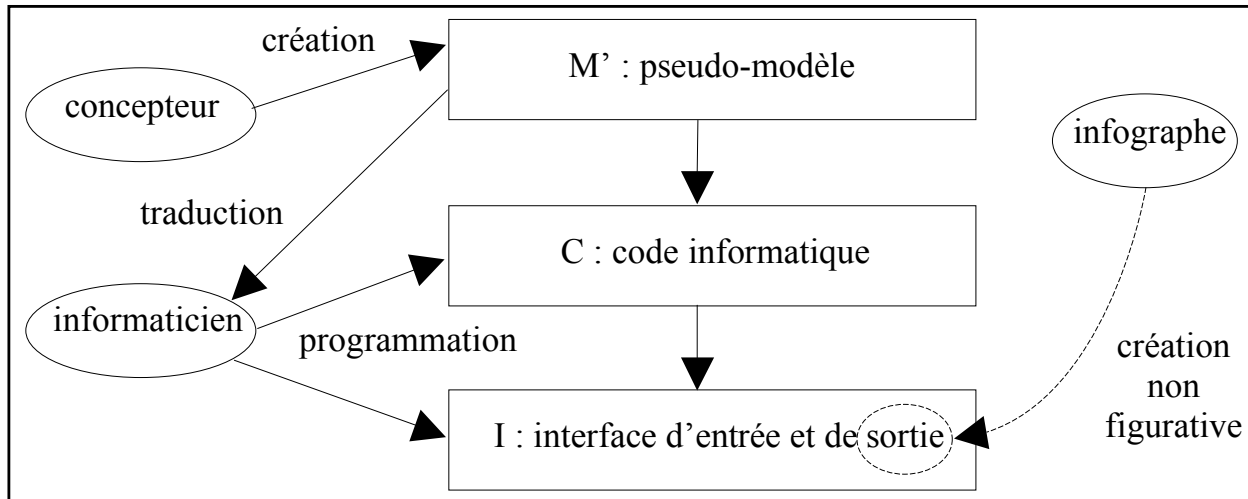 création
M’ : pseudo-modèle
concepteur
infographe
traduction
C : code informatique
informaticien
programmation
création
non
figurative
I : interface d’entrée et de sortie